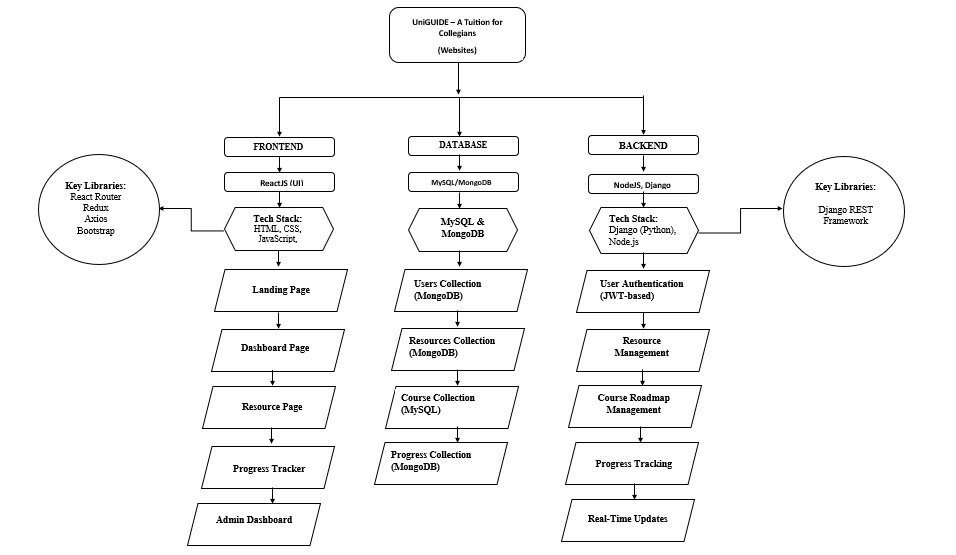 UniGUIDE – A Tuition for
Collegians
(Websites)
FRONTEND
DATABASE
BACKEND
ReactJS (UI)
MySQL/MongoDB
NodeJS, Django
Key Libraries:
React Router
Redux
Axios
Bootstrap
Tech Stack:
HTML, CSS,
JavaScript,
MySQL &
MongoDB
Tech Stack:
Django (Python),
Node.js
Key Libraries:
Django REST
Framework
Landing Page
Users Collection
(MongoDB)
User Authentication
(JWT-based)
Dashboard Page
Resources Collection
(MongoDB)
Resource
Management
Resource Page
Course Collection
(MySQL)
Course Roadmap
Management
Progress Tracker
Progress Collection
(MongoDB)
Progress Tracking
Admin Dashboard
Real-Time Updates